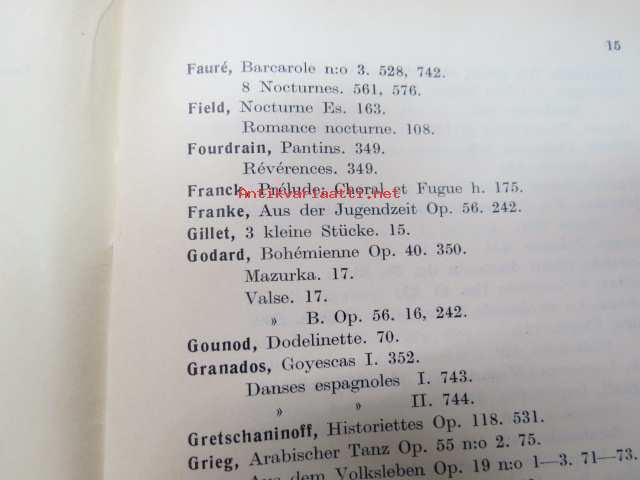 15
Fauré, Barcarole n:o 3. 528, 742.
8 Nocturnes. 561, 576.
Field, Nocturne Es. 163.
Romance nocturne. 108.
Fourdrain, Pantins. 349.
Révérences. 349.
Franck, Prélude; Choral et Fugue h. 175.
Antikvariaatti.net
Franke, Aus der Jugendzeit Op. 56. 242.
Gillet, 3 kleine Stücke. 15.
Godard, Bohémienne Op. 40. 350.
Mazurka. 17.
Valse. 17.
» B. Op. 56. 16, 242.
Gounod, Dodelinette. 70.
Granados, Goyescas I. 352.
Danses espagnoles I. 743.
» » II. 744.
Gretschaninoff, Historiettes Op. 118. 531.
Grieg, Arabischer Tanz Op. 55 n:o 2. 75.
Aus dem Volksleben Op. 19 n:o 1—3. 71—73.